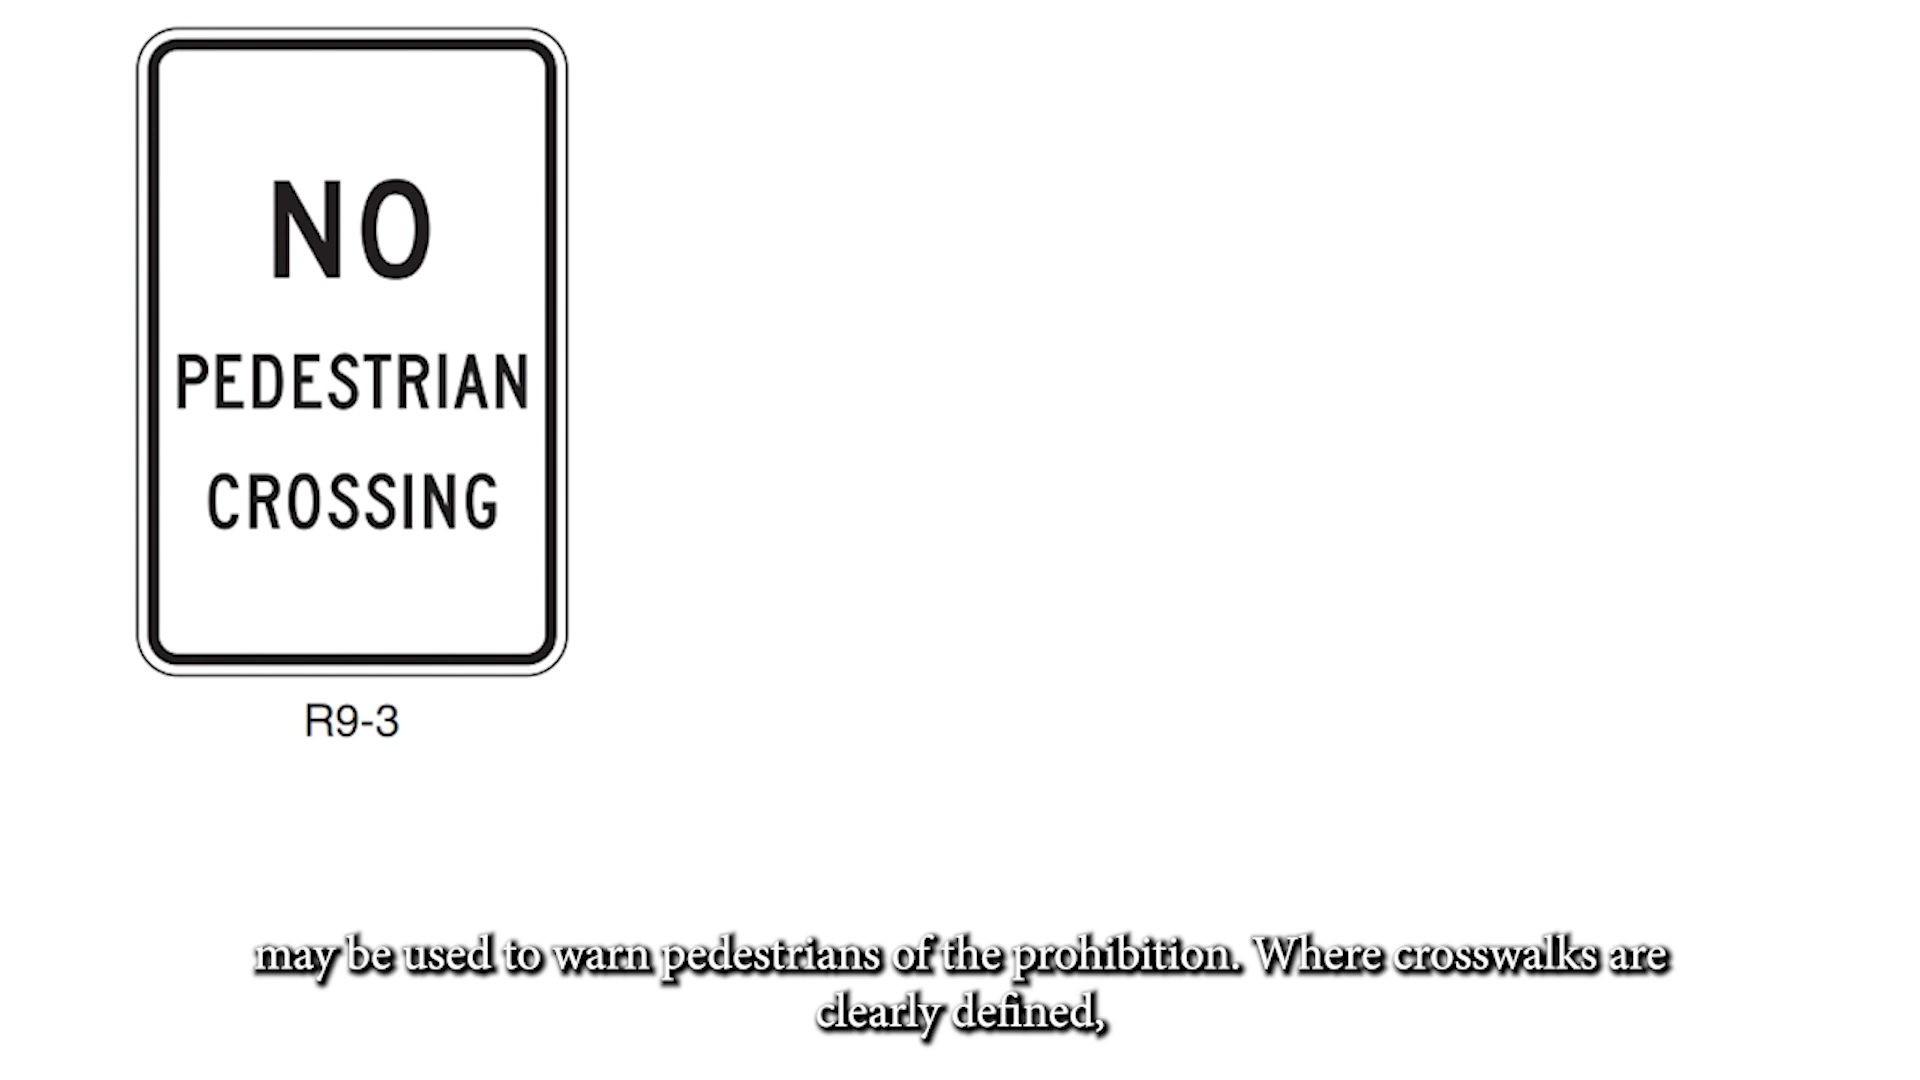 NO
PEDESTRIAN
CROSSING
R9-3
may be used to warn pedestrians of the prohibition. Where crosswalks are
clearly defined,